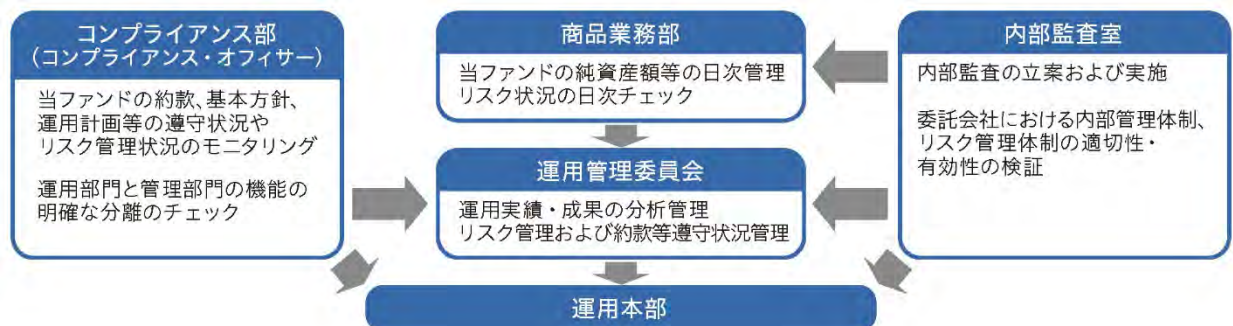 コンプライアンス部
(コンプライアンス・オフィサー)
当ファンドの約款、基本方針、
運用計画等の遵守状況や
リスク管理状況のモニタリング
運用部門と管理部門の機能の
明確な分離のチェック
商品業務部
当ファンドの純資産額等の日次管理
リスク状況の日次チェック
運用管理委員会
運用実績・成果の分析管理
リスク管理および約款等遵守状況管理
内部監査室
内部監査の立案および実施
委託会社における内部管理体制、
リスク管理体制の適切性・
有効性の検証
運用本部